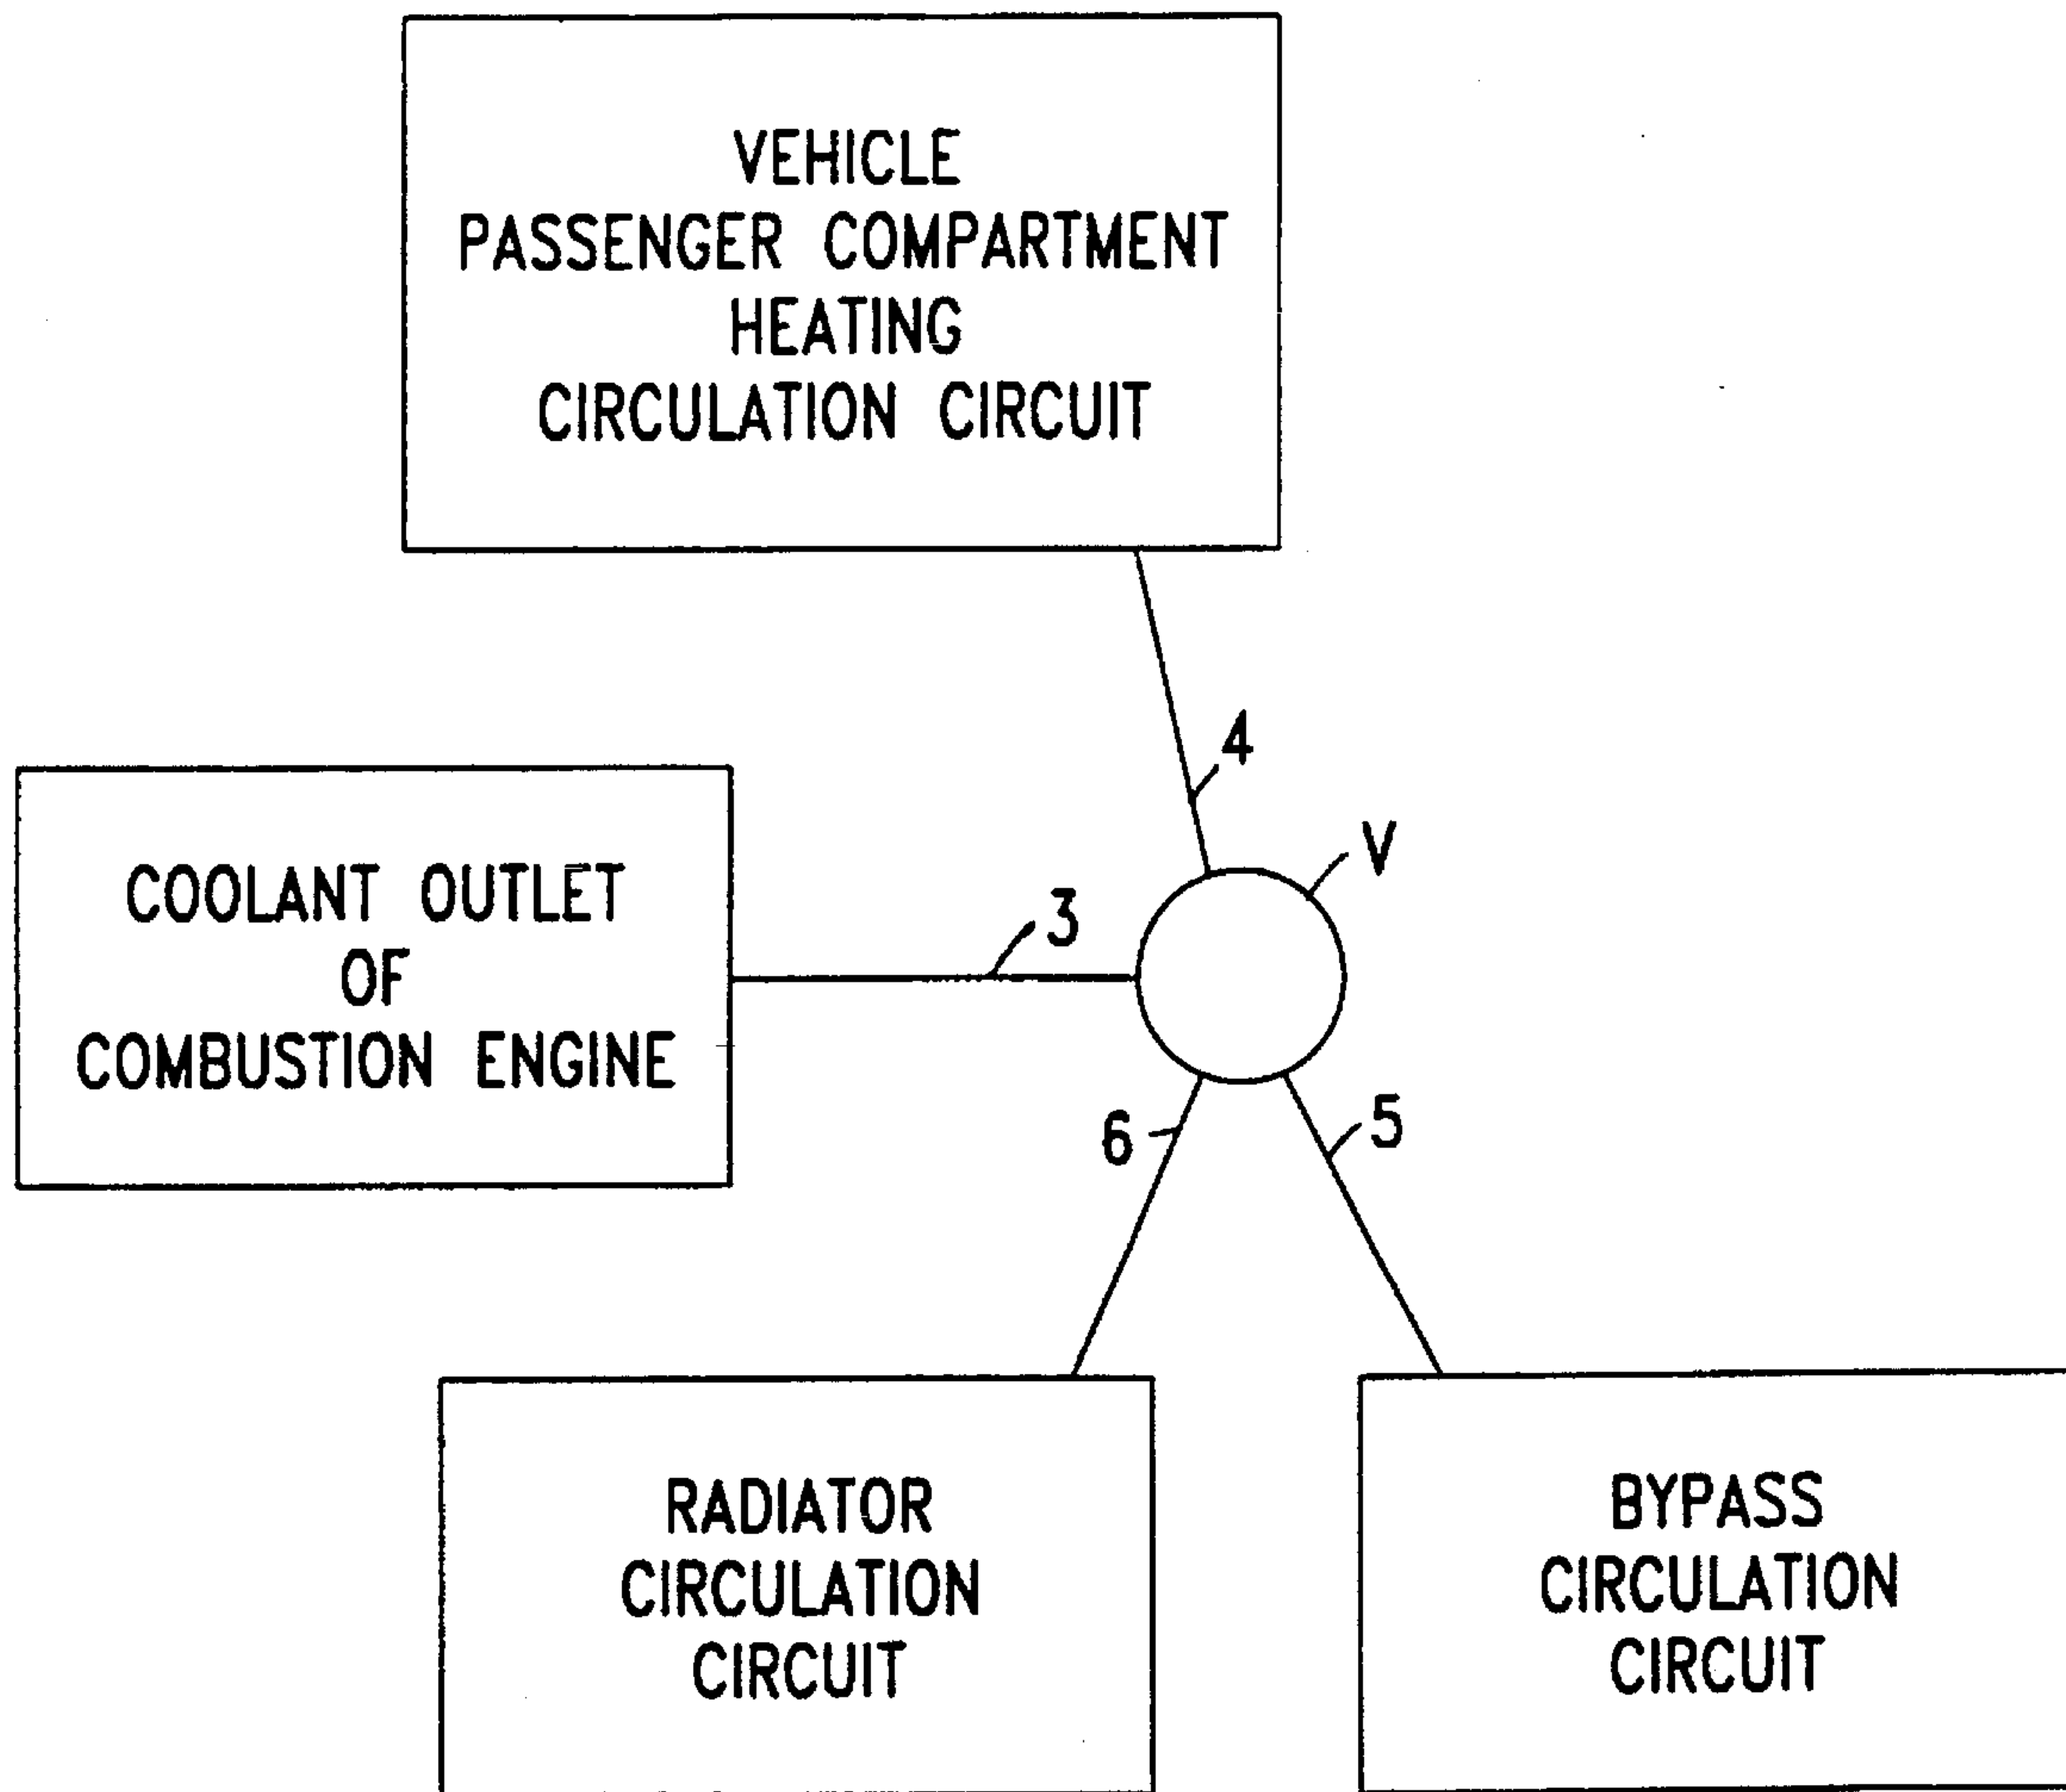 VEHICLE
PASSENGER COMPARTMENT
HEATING
CIRCULATION CIRCUIT
4
V
COOLANT OUTLET
OF
COMBUSTION ENGINE
3
6
5
RADIATOR
CIRCULATION
CIRCUIT
BYPASS
CIRCULATION
CIRCUIT